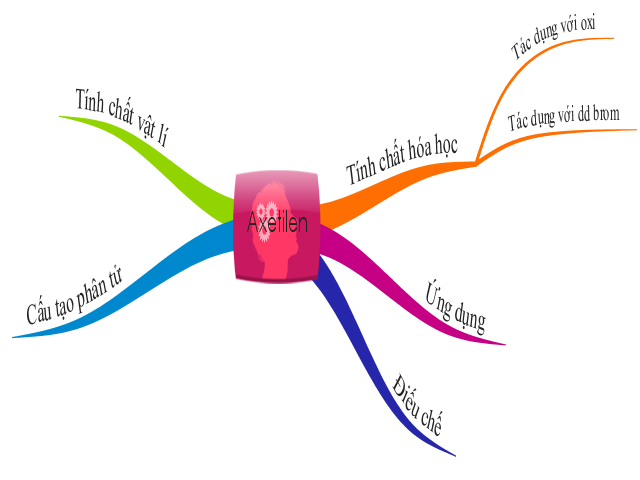 Axetilen
Tính chất vật lí
Cấu tạo phân tử
Tính chất hóa học
Tác dụng với oxi
Tác dụng với dd brom
Ứng dụng
Điếu chế